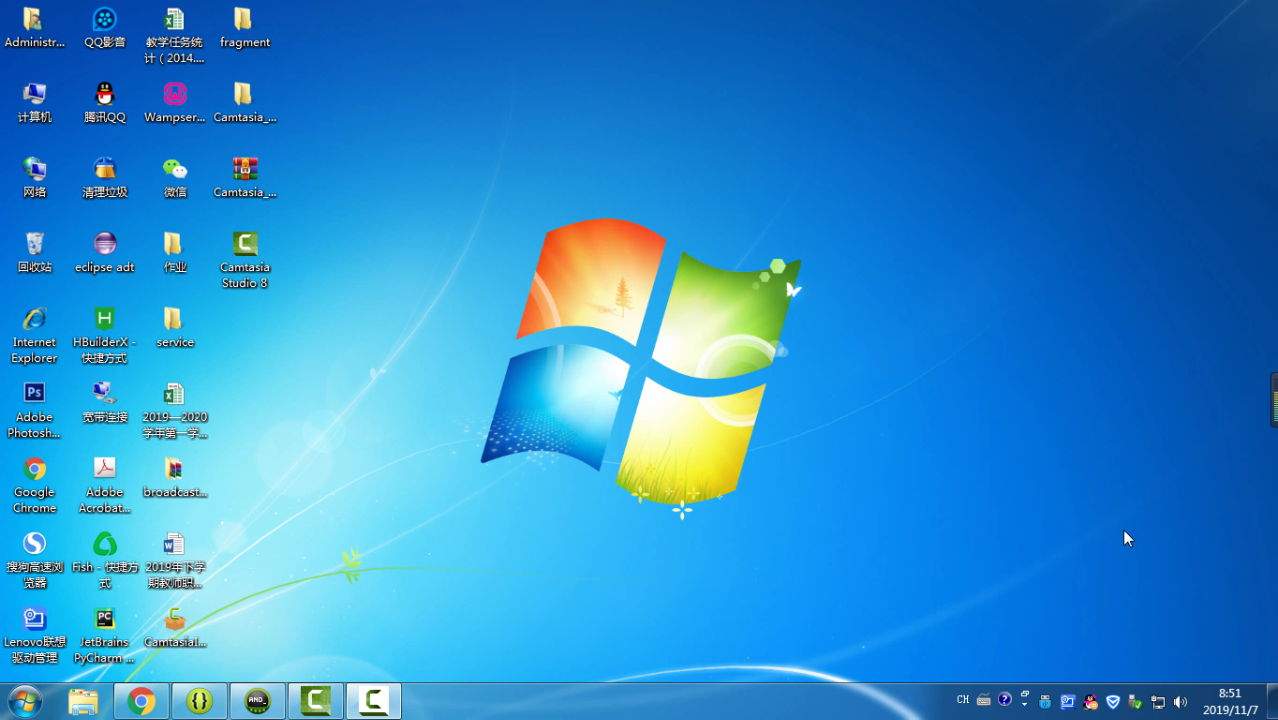 Administr...
QQ影音
教学任务统
计（2014....
fragment
计算机
腾讯QQ
Wampser...
Camtasia_...
网络
清理垃圾
微信
Camtasia_...
回收站
eclipse adt
作业
Camtasia
Studio 8
Internet
Explorer
HBuilderX -
快捷方式
service
Adobe
Photosh...
宽带连接
2019—2020
学年第一学...
Google
Chrome
Adobe
Acrobat...
broadcast...
搜狗高速浏
览器
Fish - 快捷方
式
2019年下学
期教师职...
Lenovo联想
驱动管理
JetBrains
PyCharm ...
CamtasiaI...
CH
8:51
2019/11/7